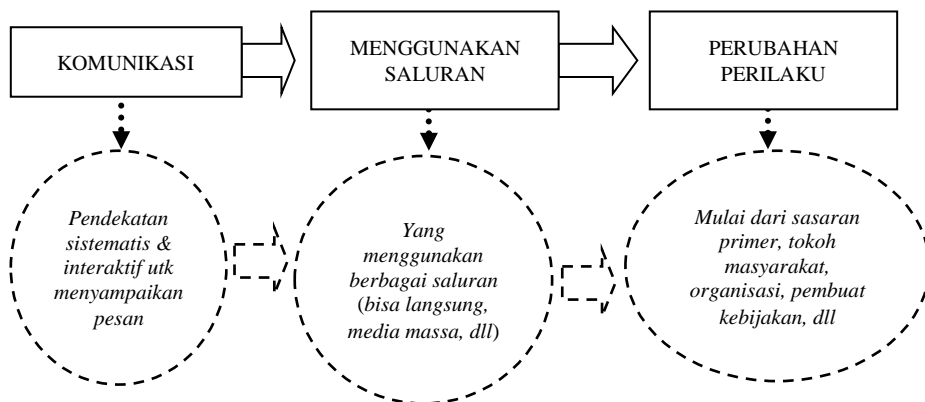 KOMUNIKASI
MENGGUNAKAN
SALURAN
PERUBAHAN
PERILAKU
Pendekatan
sistematis &
interaktif utk
menyampaikan
pesan
Yang
menggunakan
berbagai saluran
(bisa langsung,
media massa, dll)
Mulai dari sasaran
primer, tokoh
masyarakat,
organisasi, pembuat
kebijakan, dll